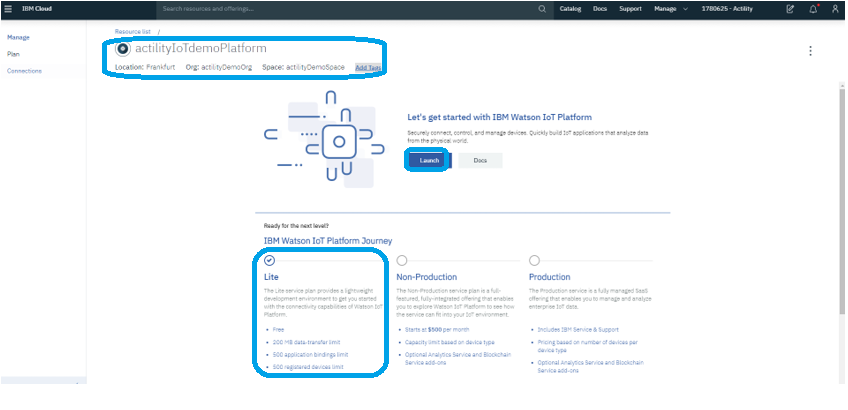 IBM Cloud
Search resources and offerings...
Catalog Docs Support Manage 1780625 - Actility
Manage
Plan
Connections
Resource list /
actilityIoTdemoPlatform
Location: Frankfurt Org: actilityDemoOrg Space: actilityDemoSpace Add Tags
Let's get started with IBM Watson IoT Platform
Securely connect, control, and manage devices. Quickly build IoT applications that analyze data
from the physical world.
Launch Docs
Ready for the next level?
IBM Watson IoT Platform Journey
Lite
The Lite service plan provides a lightweight
development environment to get you started
with the connectivity capabilities of Watson IoT
Platform.
• Free
• 200 MB data transfer limit
• 500 application bindings limit
• 500 registered devices limit
Non-Production
The Non-Production service plan is a full-
featured, fully-integrated offering that enables
you to explore Watson IoT Platform to see how
the service can fit into your IoT environment.
• Starts at $500 per month
• Capacity limit based on device type
• Optional Analytics Service and Blockchain
Service add-ons
Production
The Production service is a fully managed SaaS
offering that enables you to manage and analyze
enterprise IoT data.
• Includes IBM Service & Support
• Pricing based on number of devices per
device type
• Optional Analytics Service and Blockchain
Service add-ons